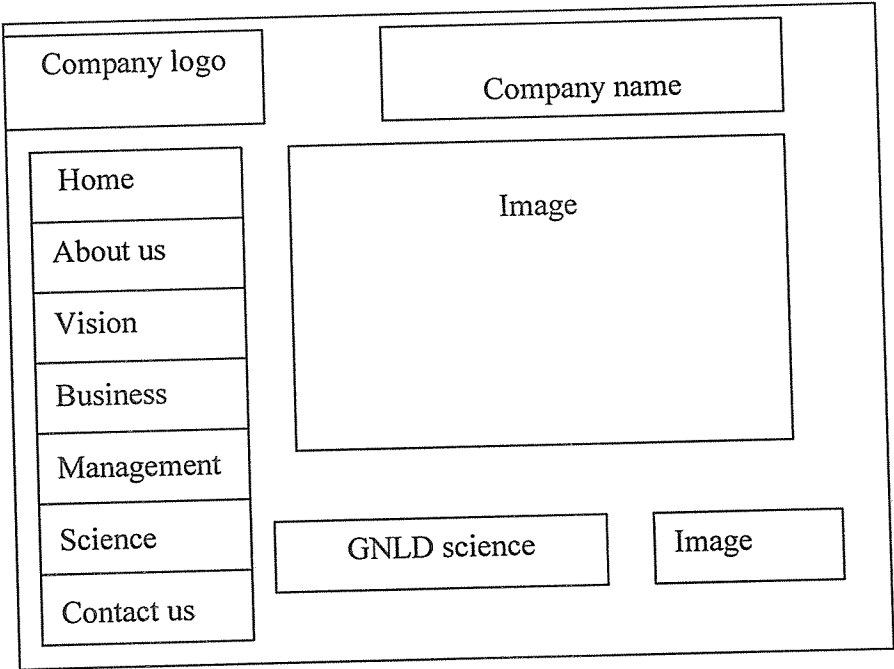 Company logo
Company name
Home
About us
Vision
Business
Management
Science
Contact us
Image
GNLD science
Image